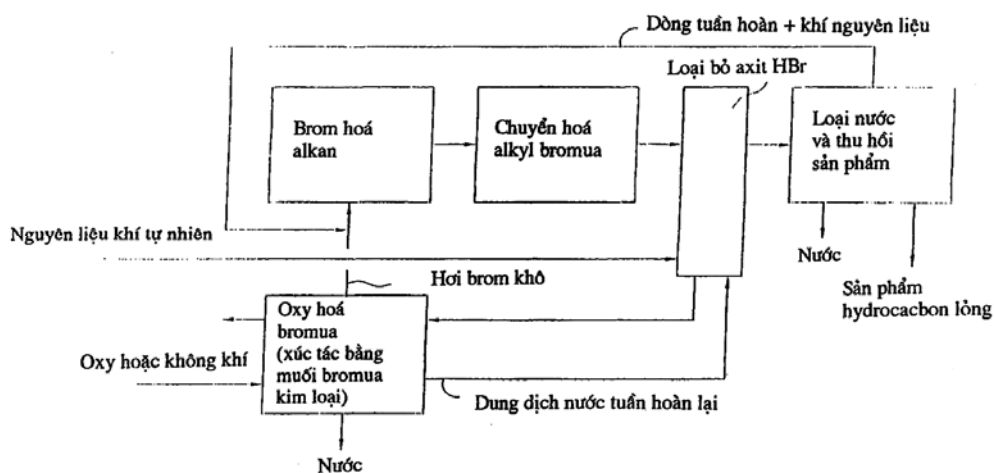 Dòng tuần hoàn + khí nguyên liệu
Loại bỏ axit HBr
Brom hoá
alkan
Chuyển hoá
alkyl bromua
Loại nước
và thu hồi
sản phẩm
Nguyên liệu khí tự nhiên
Nước
Hơi brom khô
Sản phẩm
hydrocacbon lỏng
Oxy hoá
bromua
(xúc tác bằng
muối bromua
kim loại)
Oxy hoặc không khí
Dung dịch nước tuần hoàn lại
Nước